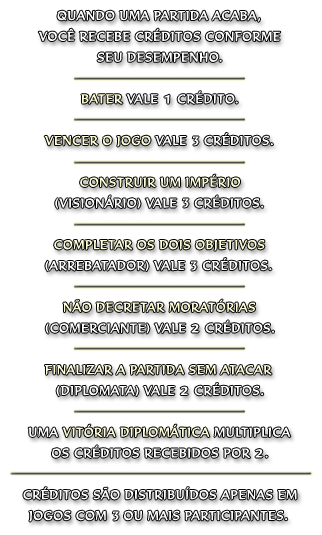 QUANDO UMA PARTIDA ACABA,
VOCÊ RECEBE CRÉDITOS CONFORME
SEU DESEMPENHO.
BATER VALE 1 CRÉDITO.
VENCER O JOGO VALE 3 CRÉDITOS.
CONSTRUIR UM IMPÉRIO
(VISIONÁRIO) VALE 3 CRÉDITOS.
COMPLETAR OS DOIS OBJETIVOS
(ARREBATADOR) VALE 3 CRÉDITOS.
NÃO DECRETAR MORATÓRIAS
(COMERCIANTE) VALE 2 CRÉDITOS.
FINALIZAR A PARTIDA SEM ATACAR
(DIPLOMATA) VALE 2 CRÉDITOS.
UMA VITÓRIA DIPLOMÁTICA MULTIPLICA
OS CRÉDITOS RECEBIDOS POR 2.
CRÉDITOS SÃO DISTRIBUÍDOS APENAS EM
JOGOS COM 3 OU MAIS PARTICIPANTES.